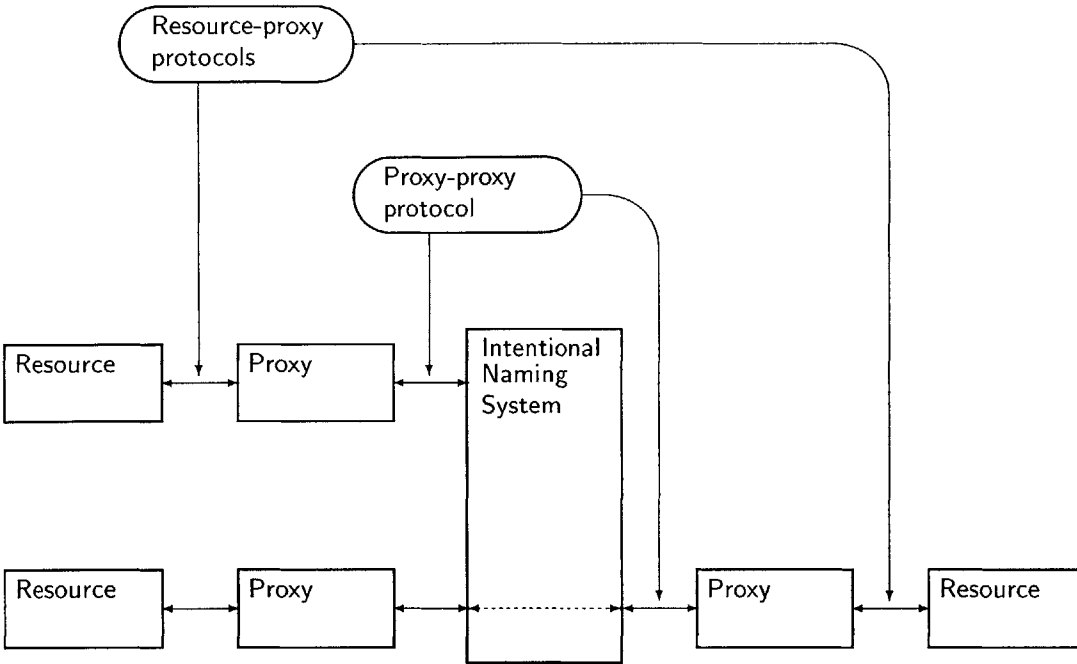 Resource-proxy
protocols
Proxy-proxy
protocol
Resource
Proxy
Intentional
Naming
System
Resource
Proxy
Proxy
Resource